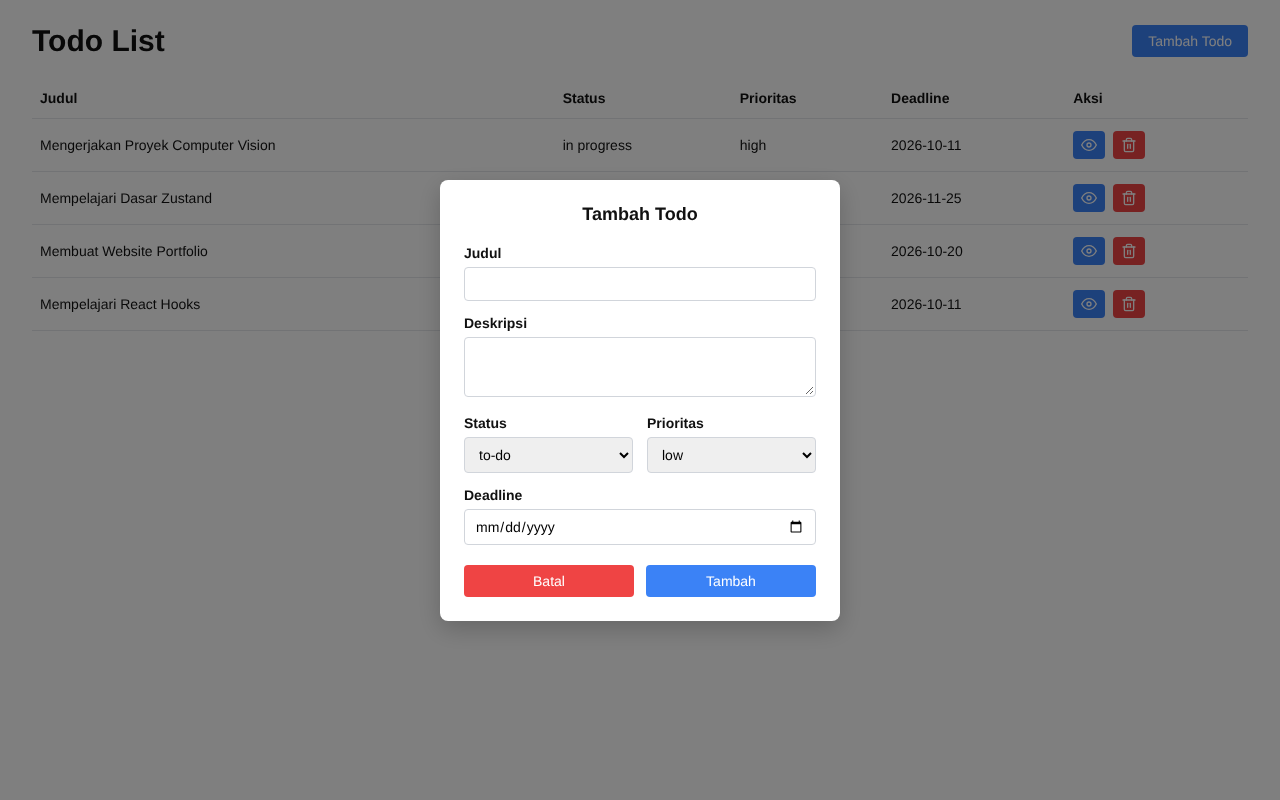 Todo List
Tambah Todo
Judul Status Prioritas Deadline Aksi
Mengerjakan Proyek Computer Vision in progress high 2026-10-11
Mempelajari Dasar Zustand 2026-11-25
Membuat Website Portfolio 2026-10-20
Mempelajari React Hooks 2026-10-11
Tambah Todo
Judul
Deskripsi
Status Prioritas
to-do low
Deadline
mm/dd/yyyy
Batal Tambah